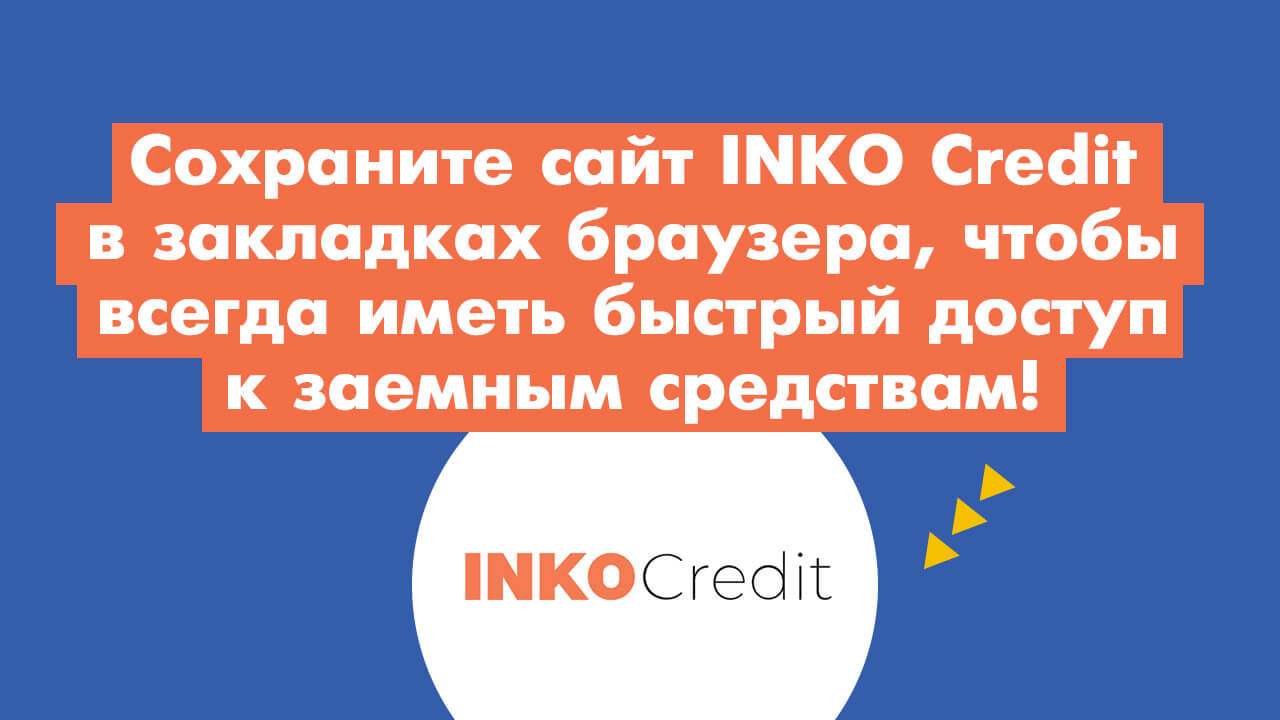 Сохраните сайт INKO Credit
в закладках браузера, чтобы
всегда иметь быстрый доступ
к заемным средствам!
INKOCredit